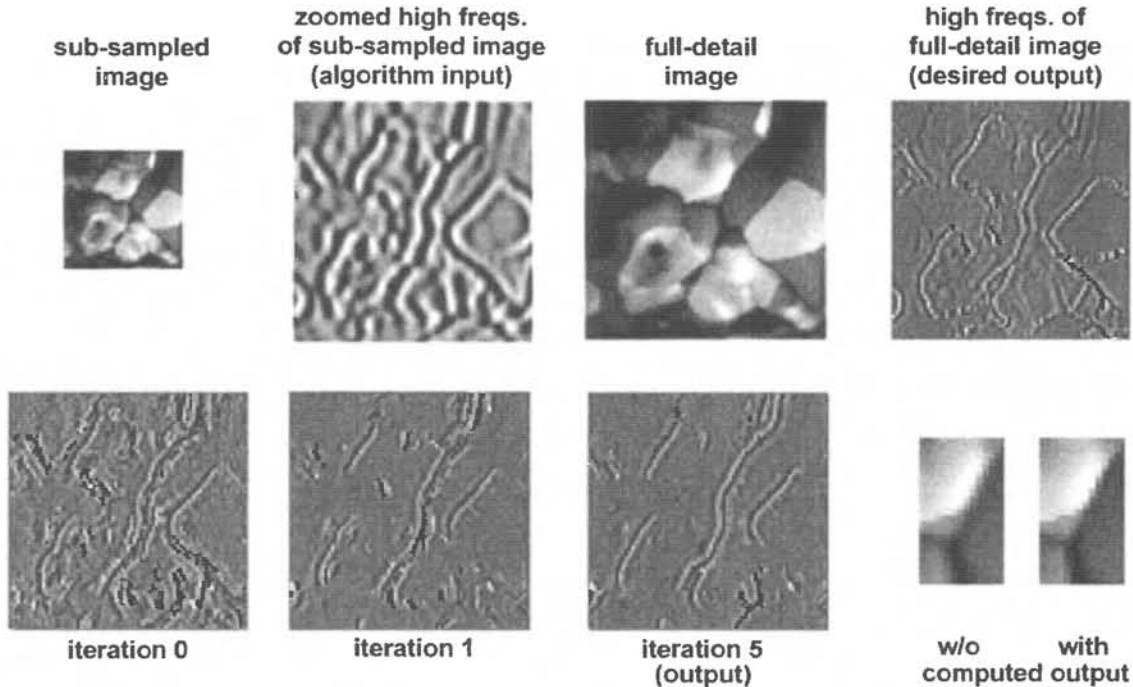 sub-sampled
image
zoomed high freqs.
of sub-sampled image
(algorithm input)
full-detail
image
high freqs. of
full-detail image
(desired output)
iteration 0
iteration 1
iteration 5
(output)
w/o with
computed output